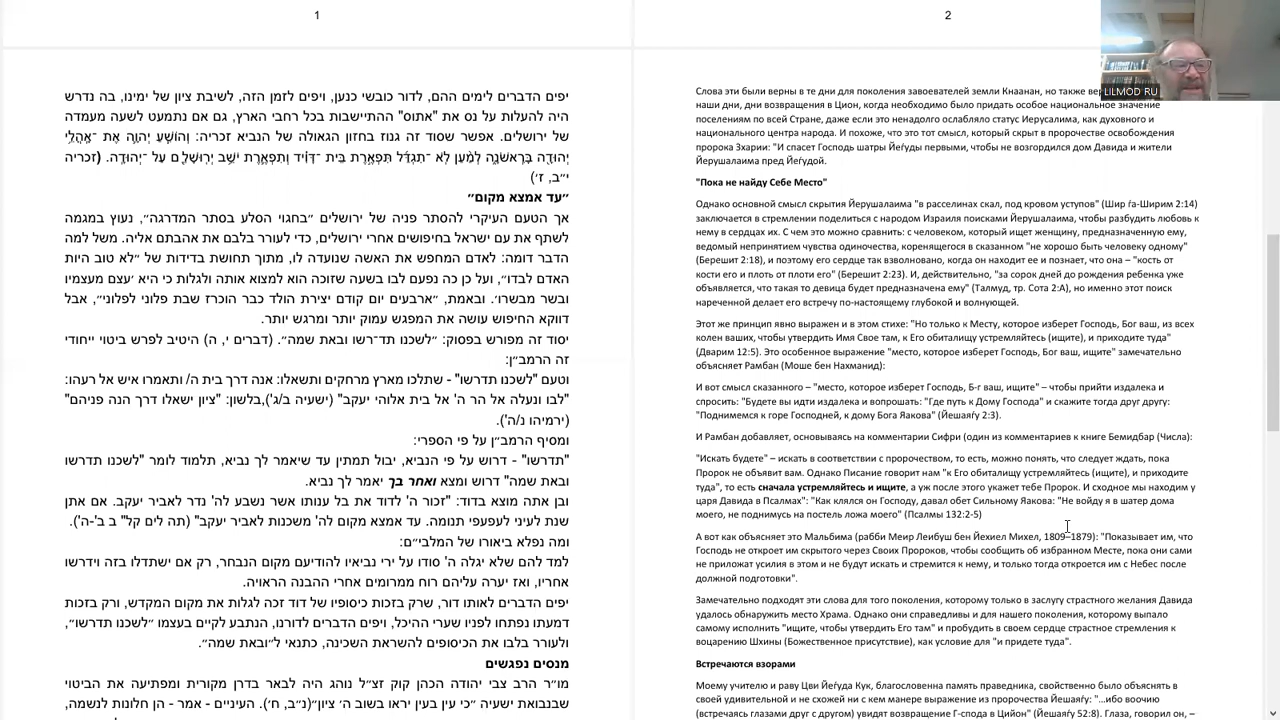 1
יפים הדברים לימים ההם, לדור כובשי כנען, ויפים לזמן הזה, לשיבת ציון של ימינו, בה נדרש
היה להעלות על נס את "אתוס" ההתיישבות בכל רחבי הארץ, גם אם נתמעט לשעה מעמדה
של ירושלים. אפשר שסוד זה גנוז בחזון הגאולה של הנביא זכריה: וְהוֹשִׁ֧עַ יְהוָ֛ה אֶת ־אׇהֳלֵ֥י
יְהוּדָ֖ה בָּרִֽאשֹׁנָ֑ה לְמַ֨עַן לֹֽא ־תִגְדַּ֜ל תִּפְאֶ֣רֶת בֵּית ־דָּוִ֗יד וְתִפְאֶ֛רֶת יֹשֵׁ֥ב יְרוּשָׁלִַ֖ם עַל ־יְהוּדָֽה. (זכריה
י״ב, ז׳)
״עד אמצא מקום״
אך הטעם העיקרי להסתר פניה של ירושלים ״בחגוי הסלע בסתר המדרגה״, נעוץ במגמה
לשתף את עם ישראל בחיפושים אחרי ירושלים, כדי לעורר בלבם את אהבתם אליה. משל למה
הדבר דומה: לאדם המחפש את האשה שנועדה לו, מתוך תחושת בדידות של ״לא טוב היות
האדם לבדו״, ועל כן כה נפעם לבו בשעה שזוכה הוא למצוא אותה ולגלות כי היא ׳עצם מעצמיו
ובשר מבשרו׳. ובאמת, ״ארבעים יום קודם יצירת הולד כבר הוכרז שבת פלוני לפלוני״, אבל
דווקא החיפוש עושה את המפגש עמוק יותר ומרגש יותר.
יסוד זה מפורש בפסוק: ״לשכנו תדרשו ובאת שמה״. (דברים י, ה) היטיב לפרש ביטוי ייחודי
זה הרמב״ן:
וטעם "לשכנו תדרשו" - שתלכו מארץ מרחקים ותשאלו: אנה דרך בית ה/ ותאמרו איש אל רעהו:
"לבו ונעלה אל הר ה' אל בית אלוהי יעקב" (ישעיה ב/ג'),בלשון: "ציון ישאלו דרך הנה פניהם"
(ירמיהו נ/ה').
ומסיף הרמב״ן על פי הספרי:
"תדרשו" - דרוש על פי הנביא, יבול תמתין עד שיאמר לך נביא, תלמוד לומר "לשכנו תדרשו
ובאת שמה" דרוש ומצא ואחר בך יאמר לך נביא.
ובן אתה מוצא בדוד: "זכור ה' לדוד את בל ענותו אשר נשבע לה' נדר לאביר יעקב. אם אתן
שנת לעיני לעפעפי תנומה. עד אמצא מקום לה' משכנות לאביר יעקב" (תה לים קל" ב ב'-ה').
ומה נפלא ביאורו של המלבי״ם:
למד להם שלא יגלה ה' סודו על ירי נביאיו להודיעם מקום הנבחר, רק אם ישתדלו בזה וידרשו
אחריו, ואז יערה עליהם רוח ממרומים אחרי ההבנה הראויה.
יפים הדברים לאותו דור, שרק בזכות כיסופיו של דוד זכה לגלות את מקום המקדש, ורק בזכות
דמעתו נפתחו לפניו שערי ההיכל, ויפים הדברים לדורנו, הנתבע לקיים בעצמו ״לשכנו תדרשו״,
ולעורר בלבו את הכיסופים להשראת השכינה, כתנאי ל״ובאת שמה״.
מנסים נפגשים
מו״ר הרב צבי יהודה הכהן קוק זצ״ל נוהג היה לבאר בדרן מקורית ומפתיעה את הביטוי
שבנבואת ישעיה ״כי עין בעין יראו בשוב ה׳ ציון״(נ״ב, ח׳). העיניים - אמר - הן חלונות לנשמה,
2
LILMOD RU
Слова эти были верны в те дни для поколения завоевателей земли Кнаанан, но также вер
наши дни, дни возвращения в Цион, когда необходимо было придать особое национальное значение
поселениям по всей Стране, даже если это ненадолго ослабляло статус Иерусалима, как духовного и
национального центра народа. И похоже, что это тот смысл, который скрыт в пророчестве освобождения
пророка Зхарии: "И спасет Господь шатры Йеѓуды первыми, чтобы не возгордился дом Давида и жители
Йерушалаима пред Йеѓудой.
"Пока не найду Себе Место"
Однако основной смысл скрытия Йерушалаима "в расселинах скал, под кровом уступов" (Шир ѓа-Ширим 2:14)
заключается в стремлении поделиться с народом Израиля поисками Йерушалаима, чтобы разбудить любовь к
нему в сердцах их. С чем это можно сравнить: с человеком, который ищет женщину, предназначенную ему,
ведомый неприятием чувства одиночества, коренящегося в сказанном "не хорошо быть человеку одному"
(Берешит 2:18), и поэтому его сердце так взволновано, когда он находит ее и познает, что она – "кость от
кости его и плоть от плоти его" (Берешит 2:23). И, действительно, "за сорок дней до рождения ребенка уже
объявляется, что такая то девица будет предназначена ему" (Талмуд, тр. Сота 2:А), но именно этот поиск
нареченной делает его встречу по-настоящему глубокой и волнующей.
Этот же принцип явно выражен и в этом стихе: "Но только к Месту, которое изберет Господь, Бог ваш, из всех
колен ваших, чтобы утвердить Имя Свое там, к Его обиталищу устремляйтесь (ищите), и приходите туда"
(Дварим 12:5). Это особенное выражение "место, которое изберет Господь, Бог ваш, ищите" замечательно
объясняет Рамбан (Моше бен Нахманид):
И вот смысл сказанного – "место, которое изберет Господь, Б-г ваш, ищите" – чтобы прийти издалека и
спросить: "Будете вы идти издалека и вопрошать: "Где путь к Дому Господа" и скажите тогда друг другу:
"Поднимемся к горе Господней, к дому Бога Яакова" (Йешаяѓу 2:3).
И Рамбан добавляет, основываясь на комментарии Сифри (один из комментариев к книге Бемидбар (Числа):
"Искать будете" – искать в соответствии с пророчеством, то есть, можно понять, что следует ждать, пока
Пророк не объявит вам. Однако Писание говорит нам "к Его обиталищу устремляйтесь (ищите), и приходите
туда", то есть сначала устремляйтесь и ищите, а уж после этого укажет тебе Пророк. И сходное мы находим у
царя Давида в Псалмах": "Как клялся он Господу, давал обет Сильному Яакова: "Не войду я в шатер дома
моего, не поднимусь на постель ложа моего" (Псалмы 132:2-5)
А вот как объясняет это Мальбима (рабби Меир Лейбуш бен Йехиел Михел, 1809–1879): "Показывает им, что
Господь не откроет им скрытого через Своих Пророков, чтобы сообщить об избранном Месте, пока они сами
не приложат усилия в этом и не будут искать и стремится к нему, и только тогда откроется им с Небес после
должной подготовки".
Замечательно подходят эти слова для того поколения, которому только в заслугу страстного желания Давида
удалось обнаружить место Храма. Однако они справедливы и для нашего поколения, которому выпало
самому исполнить "ищите, чтобы утвердить Его там" и пробудить в своем сердце страстное стремления к
воцарению Шхины (Божественное присутствие), как условие для "и придете туда".
Встречаются взорами
Моему учителю и раву Цви Йеѓуда Кук, благословенна память праведника, свойственно было объяснять в
своей удивительной и не схожей ни с кем манере выражение из пророчества Йешаяѓу: "…ибо воочию
(встречаясь глазами друг с другом) увидят возвращение Г-спода в Цийон" (Йешаяѓу 52:8). Глаза, говорил он, –